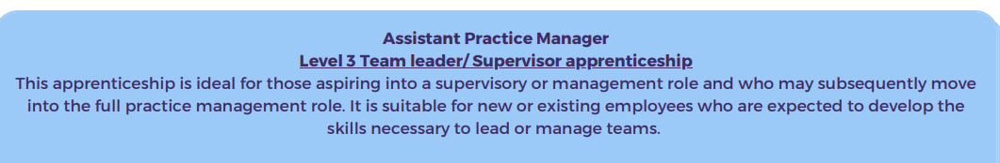 Assistant Practice Manager
Level 3 Team leader/ Supervisor apprenticeship
This apprenticeship is ideal for those aspiring into a supervisory or management role and who may subsequently move
into the full practice management role. It is suitable for new or existing employees who are expected to develop the
skills necessary to lead or manage teams.